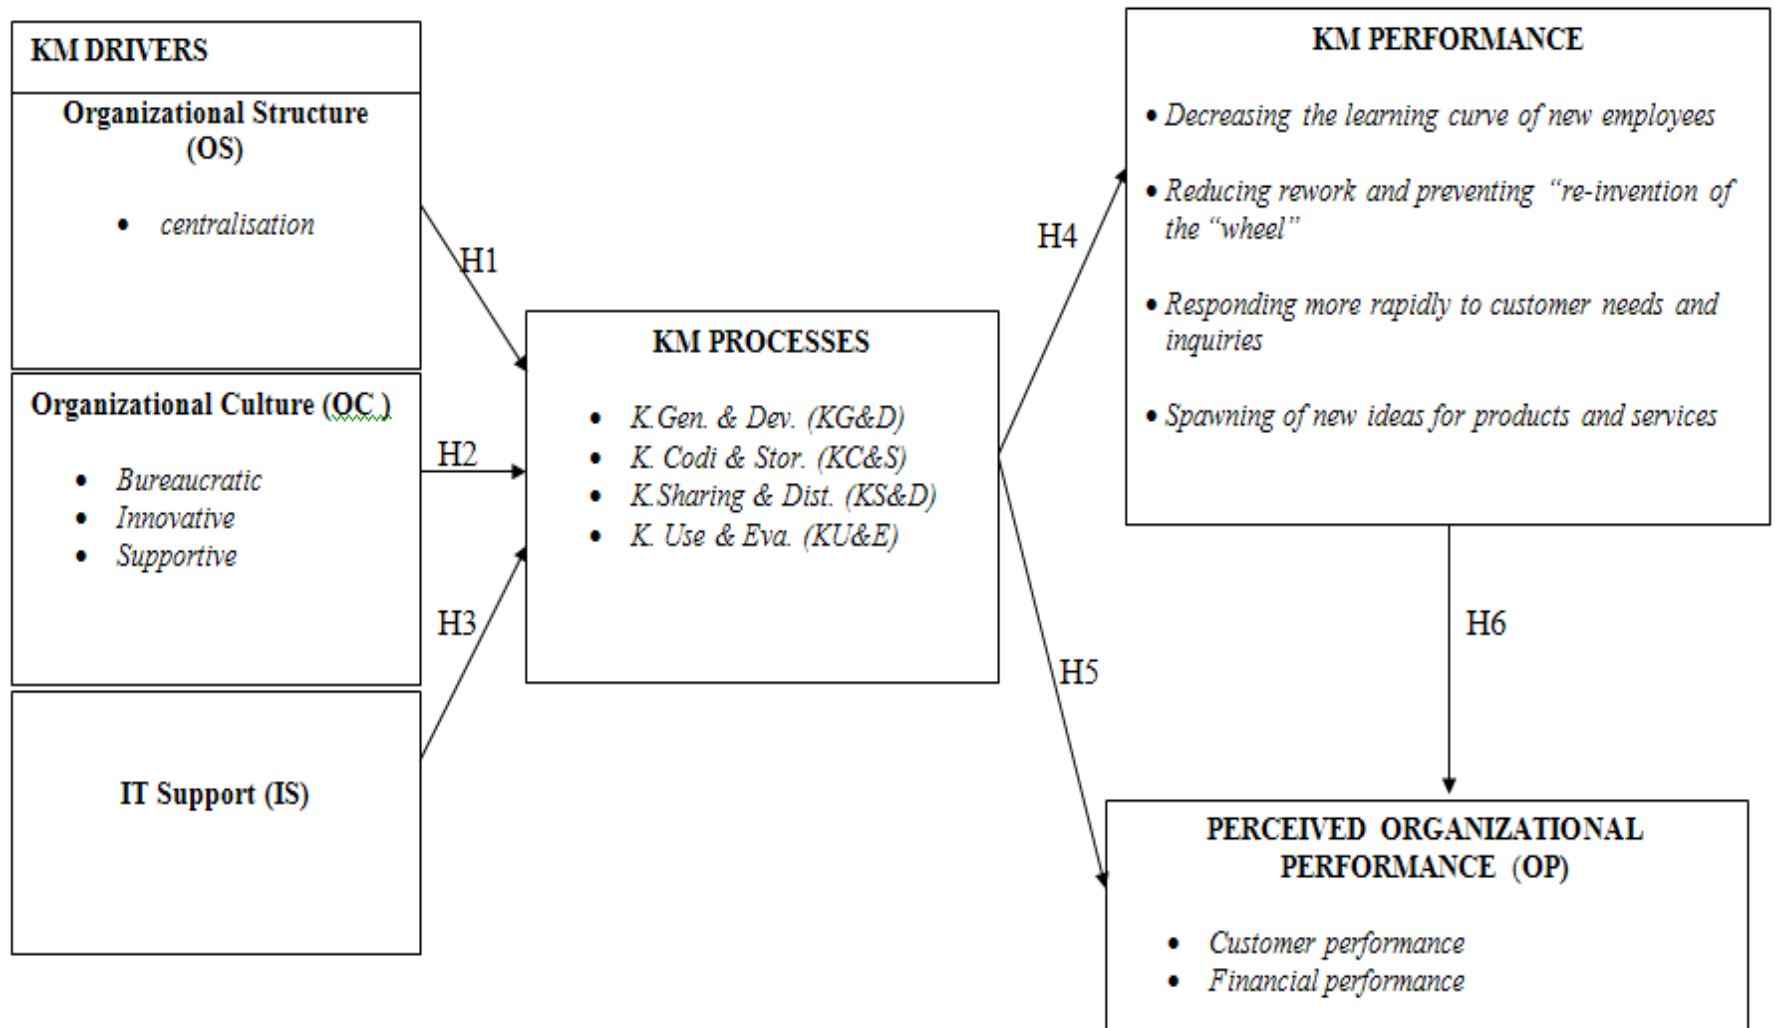 KM DRIVERS
Organizational Structure
(OS)
• centralisation
Organizational Culture (OC )
• Bureaucratic
• Innovative
• Supportive
IT Support (IS)
H1
H2
H3
KM PROCESSES
• K.Gen. & Dev. (KG&D)
• K. Codi & Stor. (KC&S)
• K.Sharing & Dist. (KS&D)
• K. Use & Eva. (KU&E)
H4
H5
KM PERFORMANCE
• Decreasing the learning curve of new employees
• Reducing rework and preventing “re-invention of
the “wheel”
• Responding more rapidly to customer needs and
inquiries
• Spawning of new ideas for products and services
H6
PERCEIVED ORGANIZATIONAL
PERFORMANCE (OP)
• Customer performance
• Financial performance